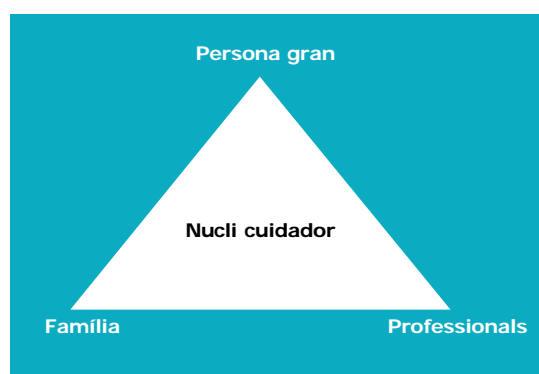 Persona gran
Nucli cuidador
Família
Professionals